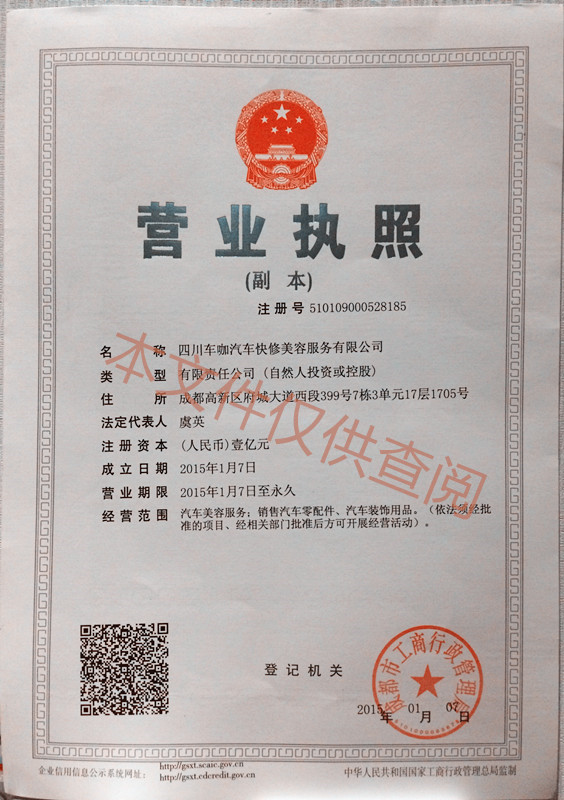 营业执照
(副 本)
注 册 号 510109000528185
名 称 四川车咖汽车快修美容服务有限公司
类 型 有限责任公司(自然人投资或控股)
住 所 成都高新区府城大道西段399号7栋3单元17层1705号
法定代表人 虞英
注册资本 (人民币)壹亿元
成立日期 2015年1月7日
营业期限 2015年1月7日至永久
经营范围 汽车美容服务;销售汽车零配件、汽车装饰用品。(依法须经批
准的项目、经相关部门批准后方可开展经营活动)。
本文件仅供查阅
登记机关
成都市工商行政管理局
2015年 01月 07日
企业信用信息公示系统网址:
http://gsxt.scaic.gov.cn
http://gsxt.cdcredit.gov.cn
中华人民共和国国家工商行政管理总局监制